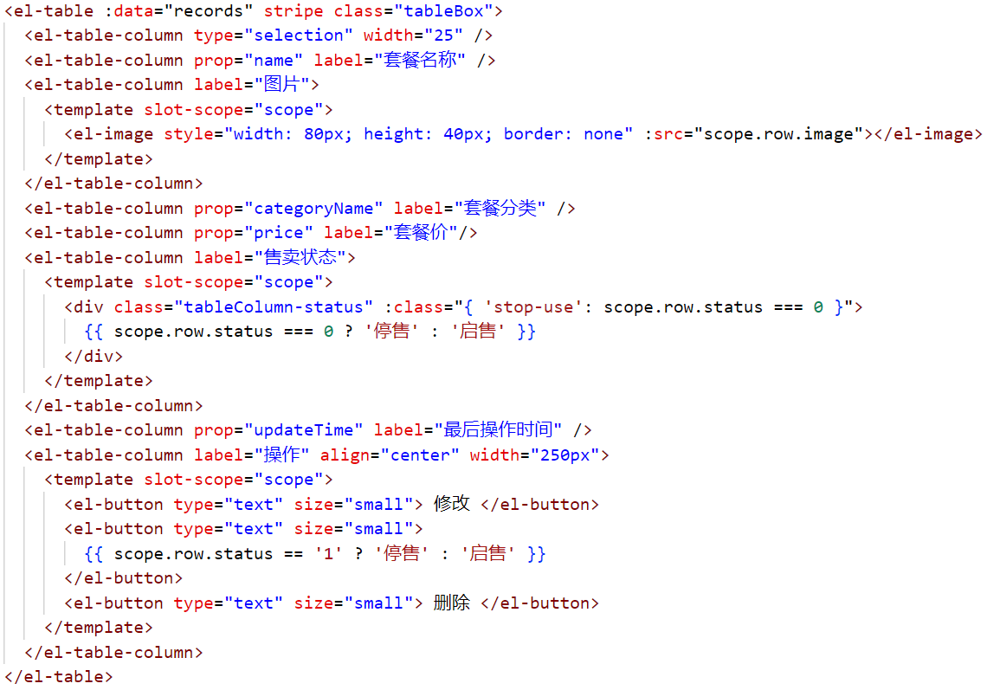 <el-table :data="records" stripe class="tableBox">
  <el-table-column type="selection" width="25" />
  <el-table-column prop="name" label="套餐名称" />
  <el-table-column label="图片">
    <template slot-scope="scope">
      <el-image style="width: 80px; height: 40px; border: none" :src="scope.row.image"></el-image>
    </template>
  </el-table-column>
  <el-table-column prop="categoryName" label="套餐分类" />
  <el-table-column prop="price" label="套餐价"/>
  <el-table-column label="售卖状态">
    <template slot-scope="scope">
      <div class="tableColumn-status" :class="{ 'stop-use': scope.row.status === 0 }">
        {{ scope.row.status === 0 ? '停售' : '启售' }}
      </div>
    </template>
  </el-table-column>
  <el-table-column prop="updateTime" label="最后操作时间" />
  <el-table-column label="操作" align="center" width="250px">
    <template slot-scope="scope">
      <el-button type="text" size="small"> 修改 </el-button>
      <el-button type="text" size="small">
        {{ scope.row.status == '1' ? '停售' : '启售' }}
      </el-button>
      <el-button type="text" size="small"> 删除 </el-button>
    </template>
  </el-table-column>
</el-table>